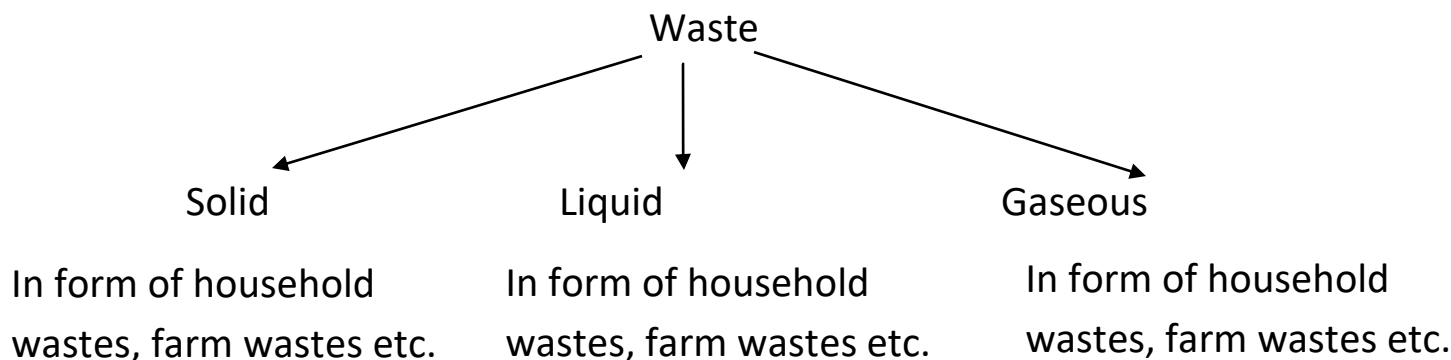 Waste
Solid
Liquid
Gaseous
In form of household
wastes, farm wastes etc.
In form of household
wastes, farm wastes etc.
In form of household
wastes, farm wastes etc.